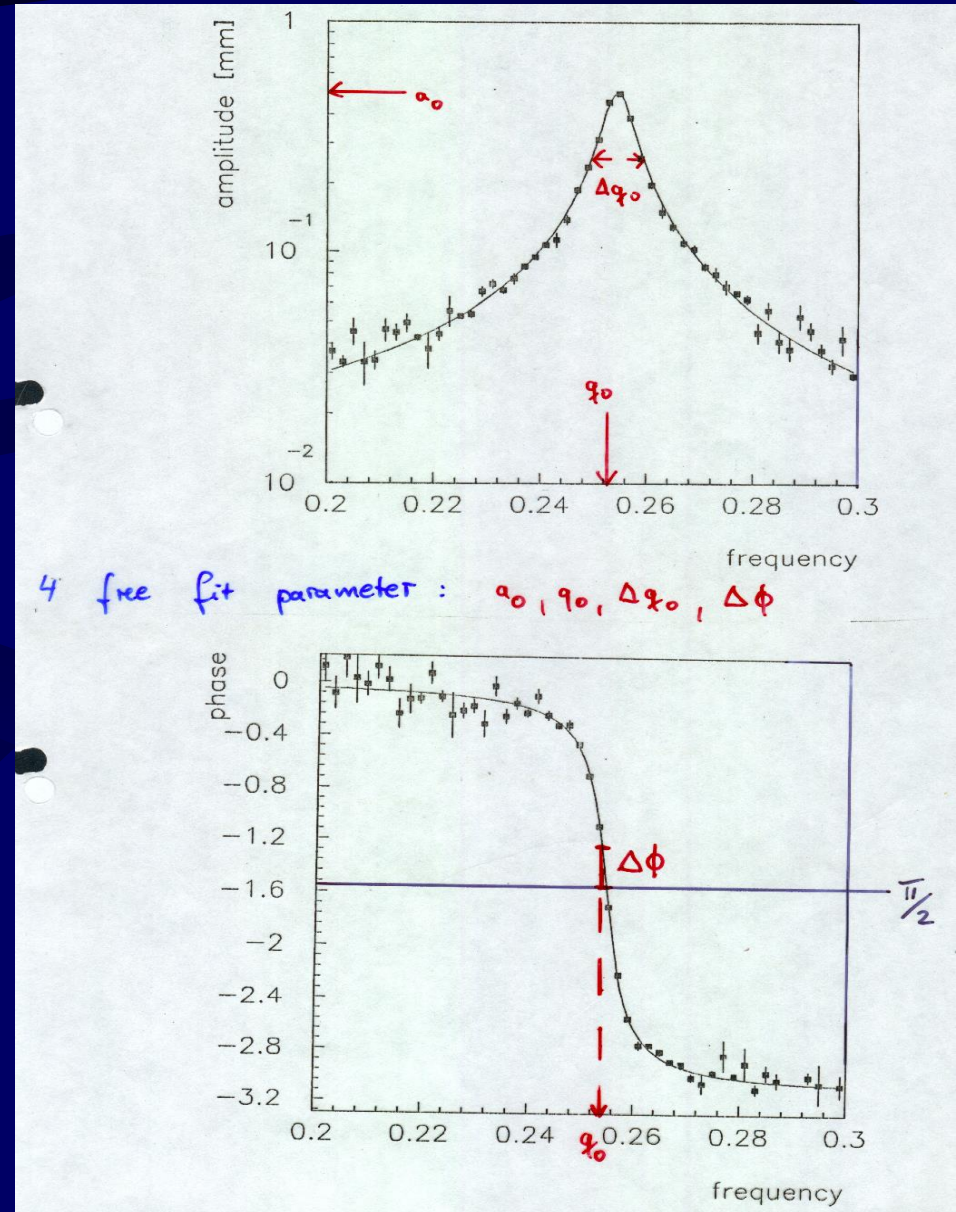 1
amplitude [mm]
a₀
Δq₀
10⁻¹
q₀
10⁻²
0.2 0.22 0.24 0.26 0.28 0.3
frequency
4 free fit parameter : a₀, q₀, Δq₀, Δϕ
phase
0
−0.4
−0.8
−1.2
Δϕ
−1.6
π/2
−2
−2.4
−2.8
−3.2
0.2 0.22 0.24 q₀ 0.26 0.28 0.3
frequency